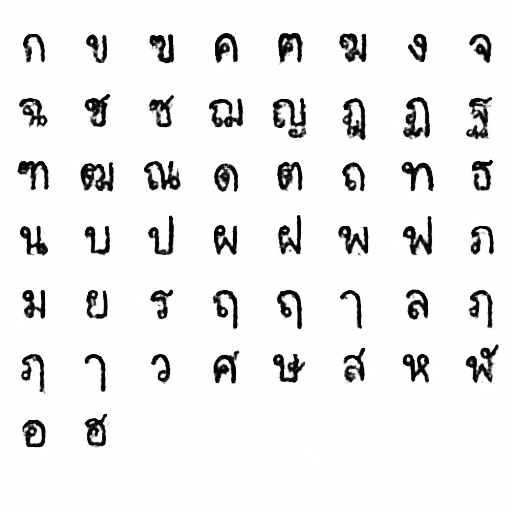 ก ข ฃ ค ฅ ฆ ง จ
ฉ ช ซ ฌ ญ ฎ ฏ ฐ
ฑ ฒ ณ ด ต ถ ท ธ
น บ ป ผ ฝ พ ฟ ภ
ม ย ร ฤ ฤ า ล ฦ
ฦ า ว ศ ษ ส ห ฬ
อ ฮ